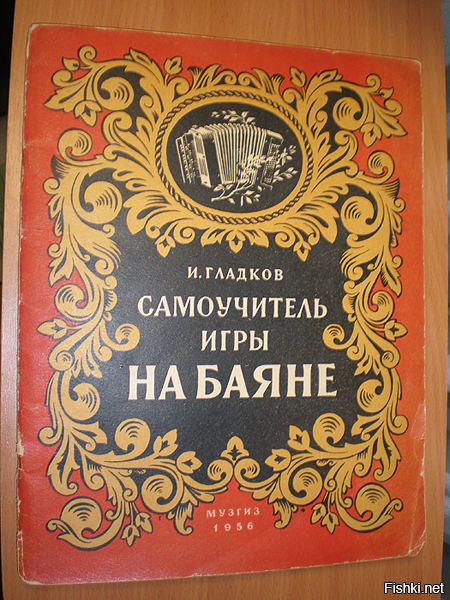 И. ГЛАДКОВ
САМОУЧИТЕЛЬ
ИГРЫ
НА БАЯНЕ
МУЗГИЗ
1956
Fishki.net